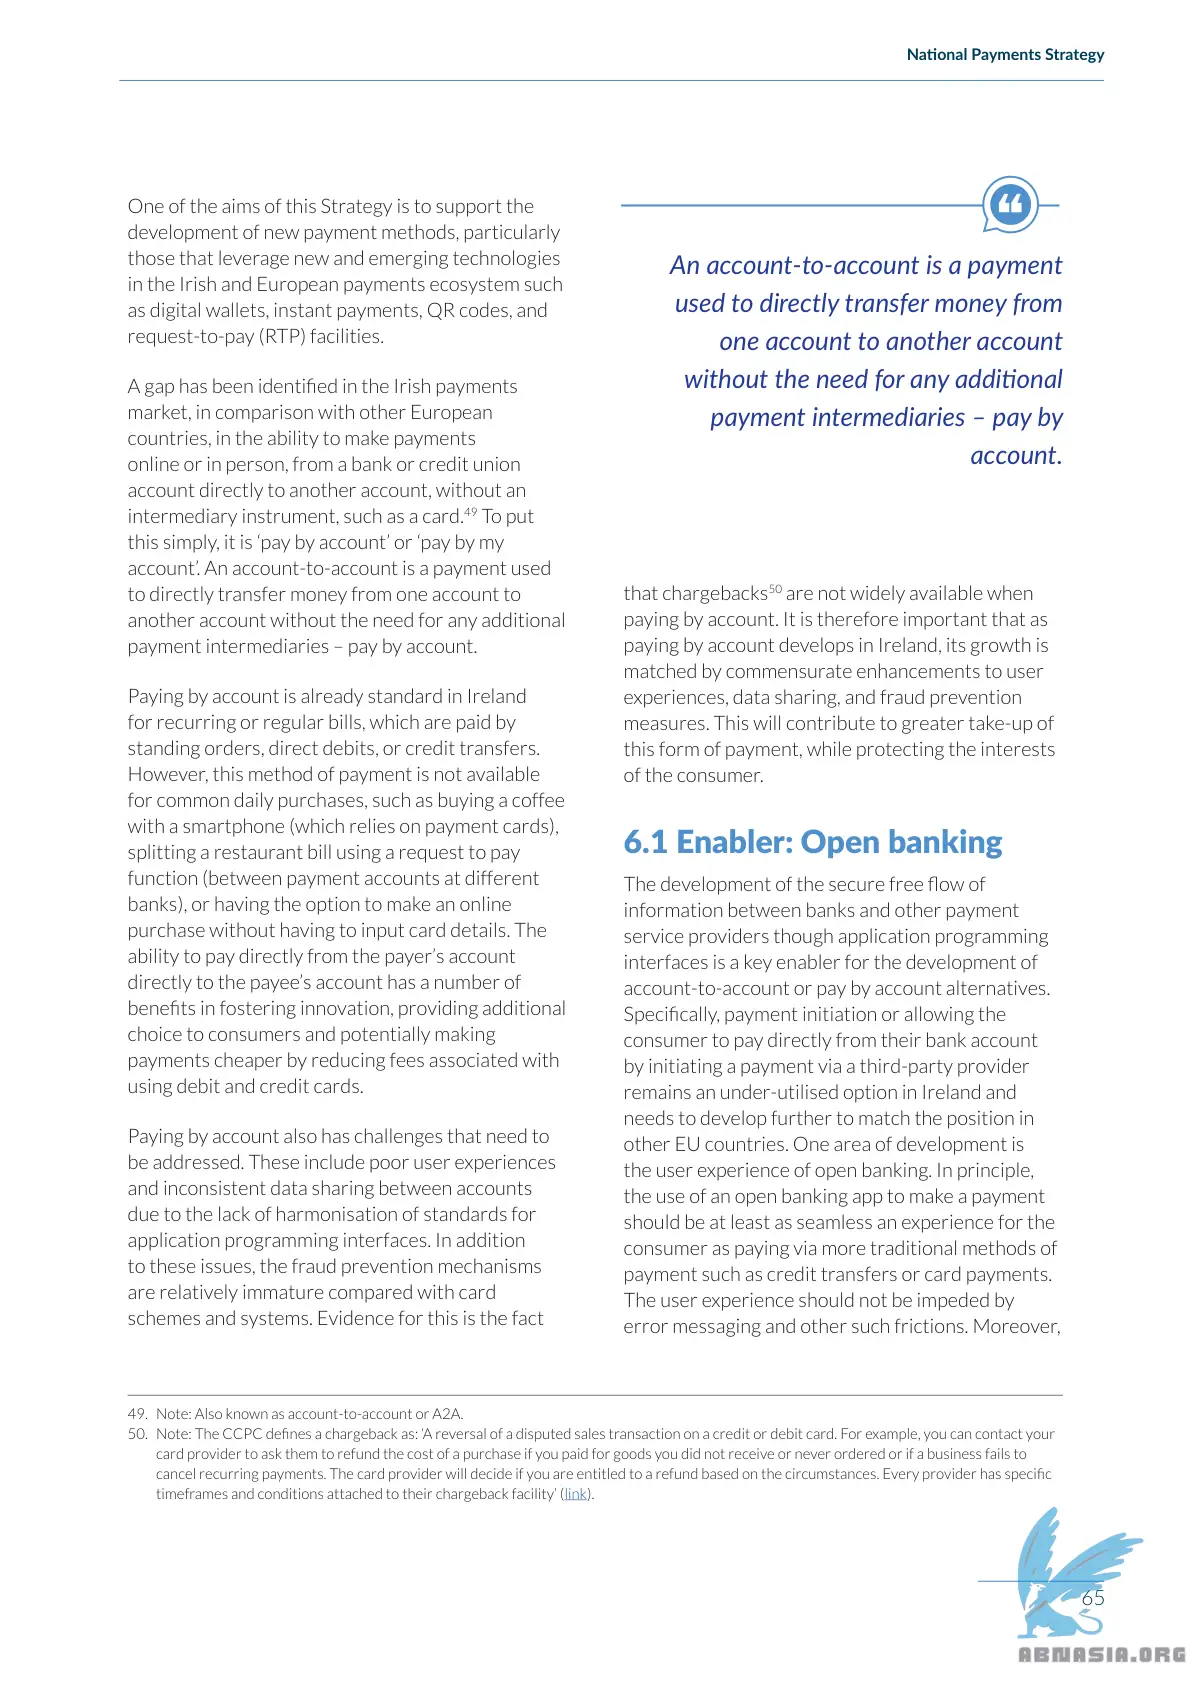 National Payments Strategy
One of the aims of this Strategy is to support the
development of new payment methods, particularly
those that leverage new and emerging technologies
in the Irish and European payments ecosystem such
as digital wallets, instant payments, QR codes, and
request-to-pay (RTP) facilities.
A gap has been identified in the Irish payments
market, in comparison with other European
countries, in the ability to make payments
online or in person, from a bank or credit union
account directly to another account, without an
intermediary instrument, such as a card.49 To put
this simply, it is ‘pay by account’ or ‘pay by my
account’. An account-to-account is a payment used
to directly transfer money from one account to
another account without the need for any additional
payment intermediaries – pay by account.
Paying by account is already standard in Ireland
for recurring or regular bills, which are paid by
standing orders, direct debits, or credit transfers.
However, this method of payment is not available
for common daily purchases, such as buying a coffee
with a smartphone (which relies on payment cards),
splitting a restaurant bill using a request to pay
function (between payment accounts at different
banks), or having the option to make an online
purchase without having to input card details. The
ability to pay directly from the payer’s account
directly to the payee’s account has a number of
benefits in fostering innovation, providing additional
choice to consumers and potentially making
payments cheaper by reducing fees associated with
using debit and credit cards.
Paying by account also has challenges that need to
be addressed. These include poor user experiences
and inconsistent data sharing between accounts
due to the lack of harmonisation of standards for
application programming interfaces. In addition
to these issues, the fraud prevention mechanisms
are relatively immature compared with card
schemes and systems. Evidence for this is the fact
An account-to-account is a payment
used to directly transfer money from
one account to another account
without the need for any additional
payment intermediaries – pay by
account.
that chargebacks50 are not widely available when
paying by account. It is therefore important that as
paying by account develops in Ireland, its growth is
matched by commensurate enhancements to user
experiences, data sharing, and fraud prevention
measures. This will contribute to greater take-up of
this form of payment, while protecting the interests
of the consumer.
6.1 Enabler: Open banking
The development of the secure free flow of
information between banks and other payment
service providers though application programming
interfaces is a key enabler for the development of
account-to-account or pay by account alternatives.
Specifically, payment initiation or allowing the
consumer to pay directly from their bank account
by initiating a payment via a third-party provider
remains an under-utilised option in Ireland and
needs to develop further to match the position in
other EU countries. One area of development is
the user experience of open banking. In principle,
the use of an open banking app to make a payment
should be at least as seamless an experience for the
consumer as paying via more traditional methods of
payment such as credit transfers or card payments.
The user experience should not be impeded by
error messaging and other such frictions. Moreover,
49. Note: Also known as account-to-account or A2A.
50. Note: The CCPC defines a chargeback as: ‘A reversal of a disputed sales transaction on a credit or debit card. For example, you can contact your
card provider to ask them to refund the cost of a purchase if you paid for goods you did not receive or never ordered or if a business fails to
cancel recurring payments. The card provider will decide if you are entitled to a refund based on the circumstances. Every provider has specific
timeframes and conditions attached to their chargeback facility’ (link).
65
ABNASIA.ORG